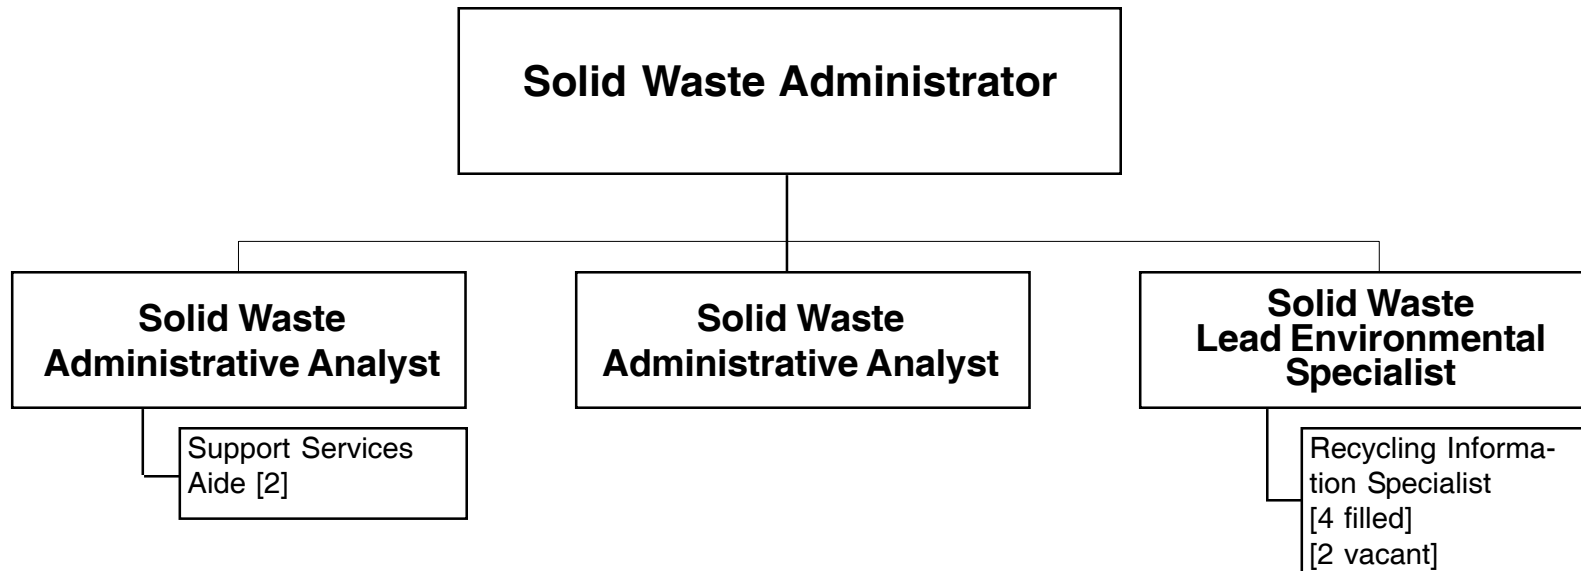 Solid Waste Administrator
Solid Waste
Administrative Analyst
Solid Waste
Administrative Analyst
Solid Waste
Lead Environmental
Specialist
Support Services
Aide [2]
Recycling Informa-
tion Specialist
[4 filled]
[2 vacant]